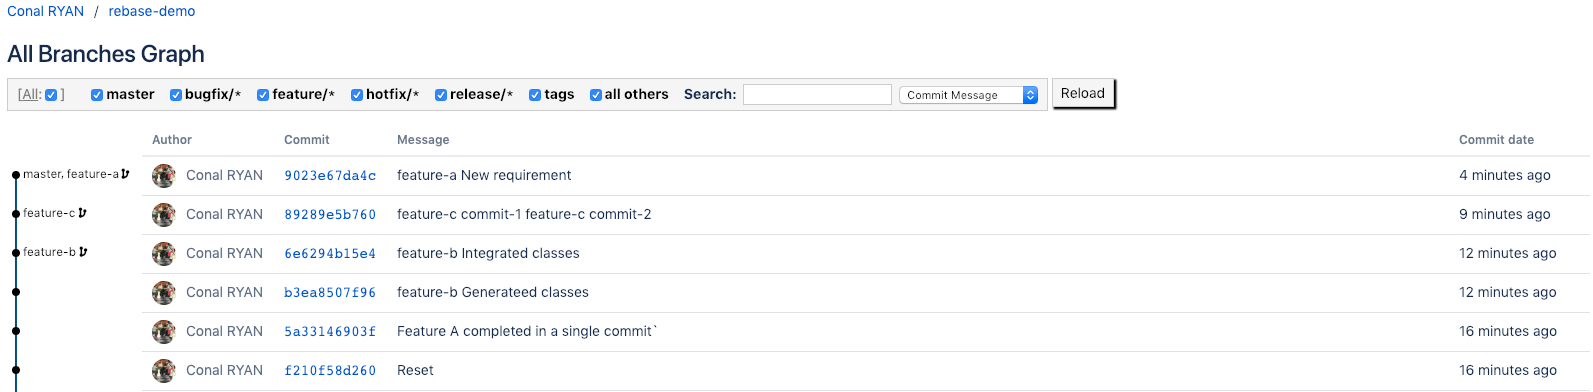 Conal RYAN / rebase-demo
All Branches Graph
[All: ] master bugfix/* feature/* hotfix/* release/* tags all others Search: Commit Message Reload
Author Commit Message Commit date
master, feature-a Conal RYAN 9023e67da4c feature-a New requirement 4 minutes ago
feature-c Conal RYAN 89289e5b760 feature-c commit-1 feature-c commit-2 9 minutes ago
feature-b Conal RYAN 6e6294b15e4 feature-b Integrated classes 12 minutes ago
Conal RYAN b3ea8507f96 feature-b Generateed classes 12 minutes ago
Conal RYAN 5a33146903f Feature A completed in a single commit` 16 minutes ago
Conal RYAN f210f58d260 Reset 16 minutes ago